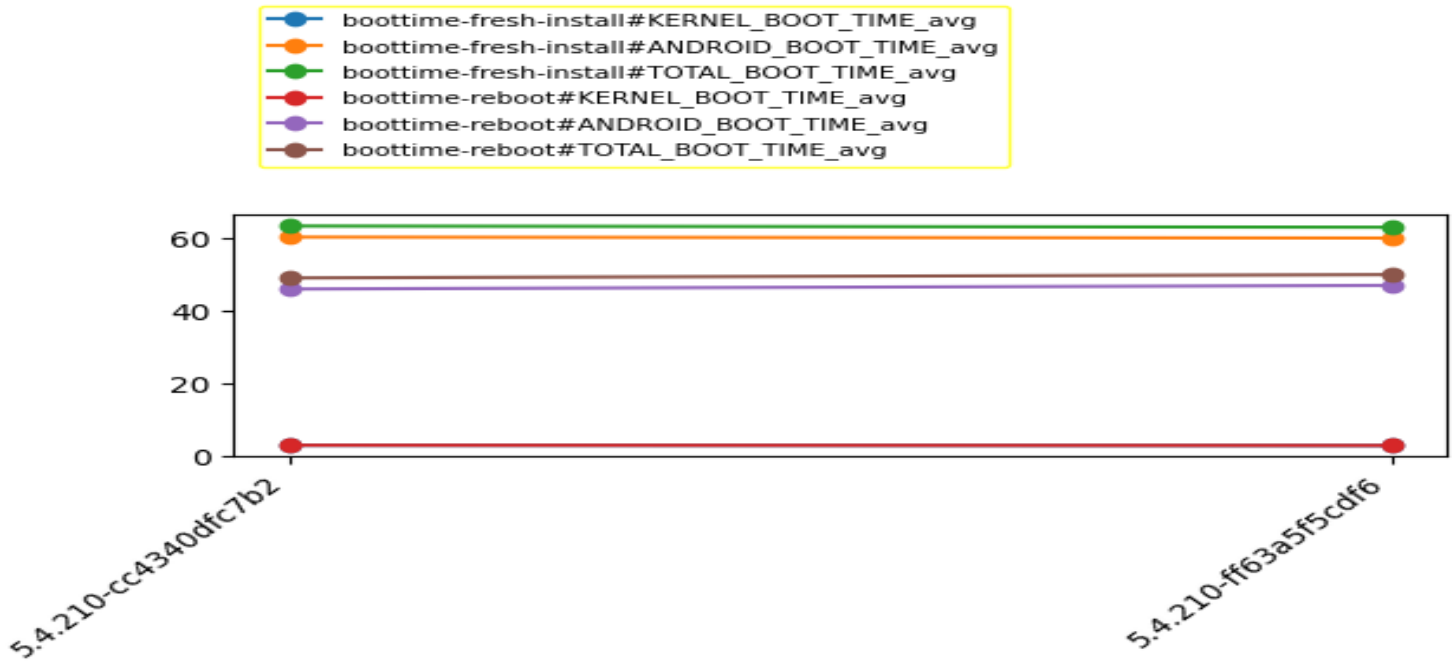 boottime-fresh-install#KERNEL_BOOT_TIME_avg
boottime-fresh-install#ANDROID_BOOT_TIME_avg
boottime-fresh-install#TOTAL_BOOT_TIME_avg
boottime-reboot#KERNEL_BOOT_TIME_avg
boottime-reboot#ANDROID_BOOT_TIME_avg
boottime-reboot#TOTAL_BOOT_TIME_avg
60
40
20
0
5.4.210-cc4340dfc7b2
5.4.210-ff63a5f5cdf6